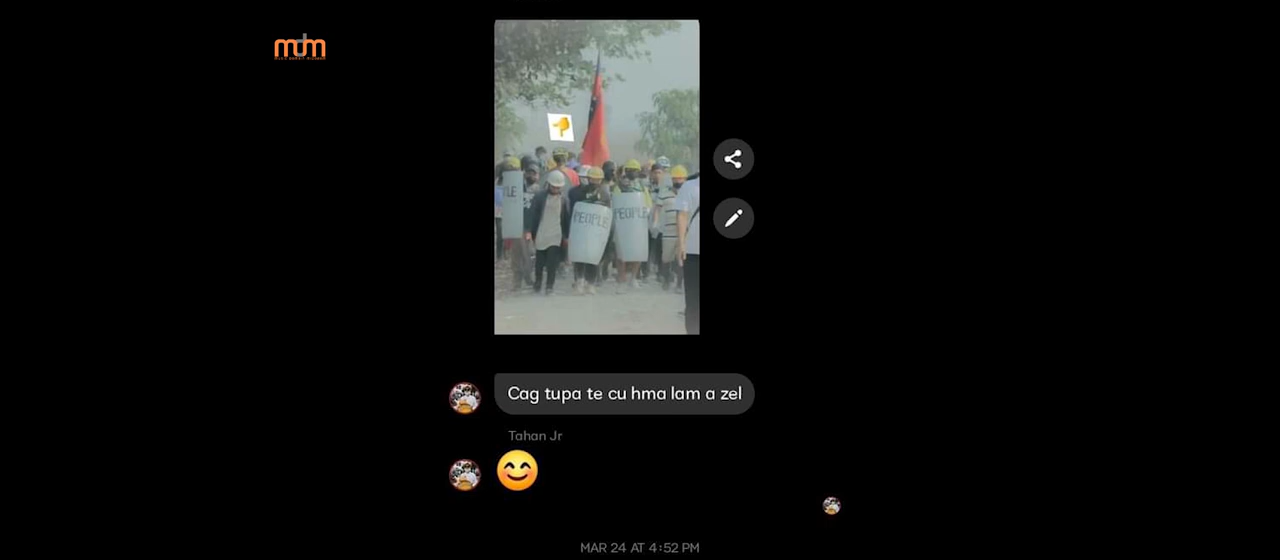 mdm
PLE
PEOPLE
PEOPLE
Cag tupa te cu hma lam a zel
Tahan Jr
MAR 24 AT 4:52 PM